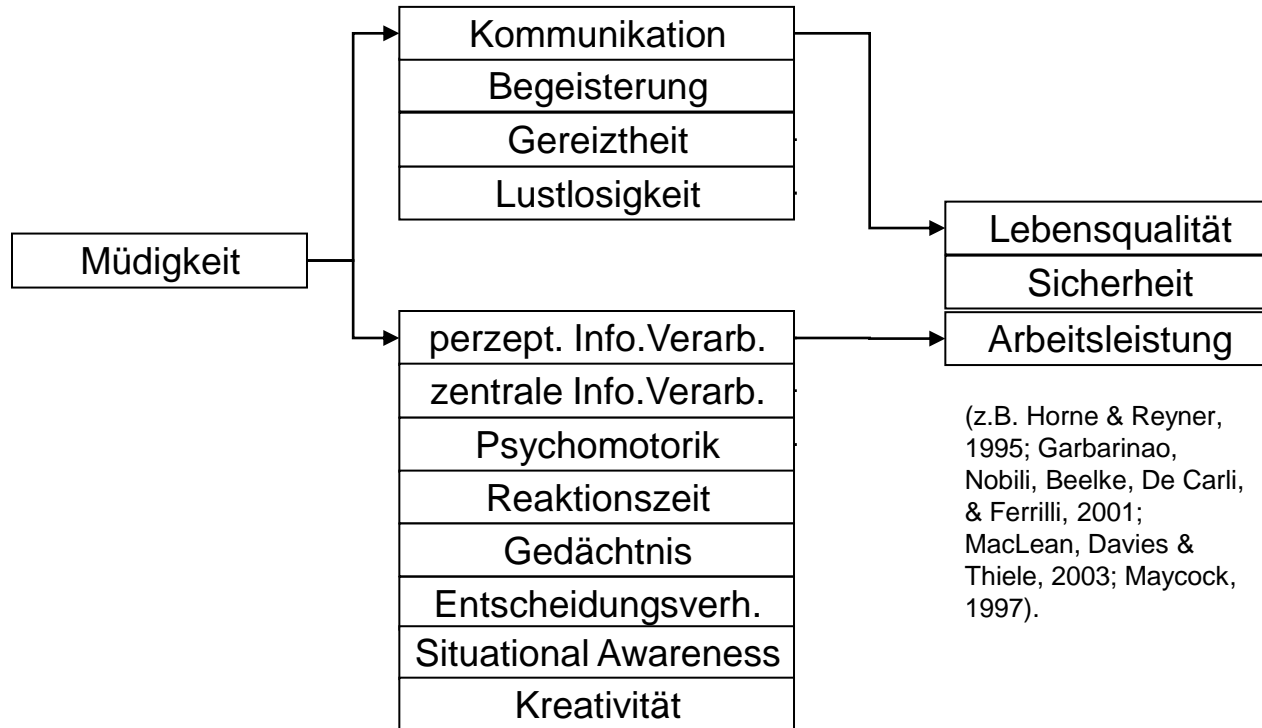 Müdigkeit
Kommunikation
Begeisterung
Gereiztheit
Lustlosigkeit
perzept. Info.Verarb.
zentrale Info.Verarb.
Psychomotorik
Reaktionszeit
Gedächtnis
Entscheidungsverh.
Situational Awareness
Kreativität
Lebensqualität
Sicherheit
Arbeitsleistung
(z.B. Horne & Reyner,
1995; Garbarinao,
Nobili, Beelke, De Carli,
& Ferrilli, 2001;
MacLean, Davies &
Thiele, 2003; Maycock,
1997).